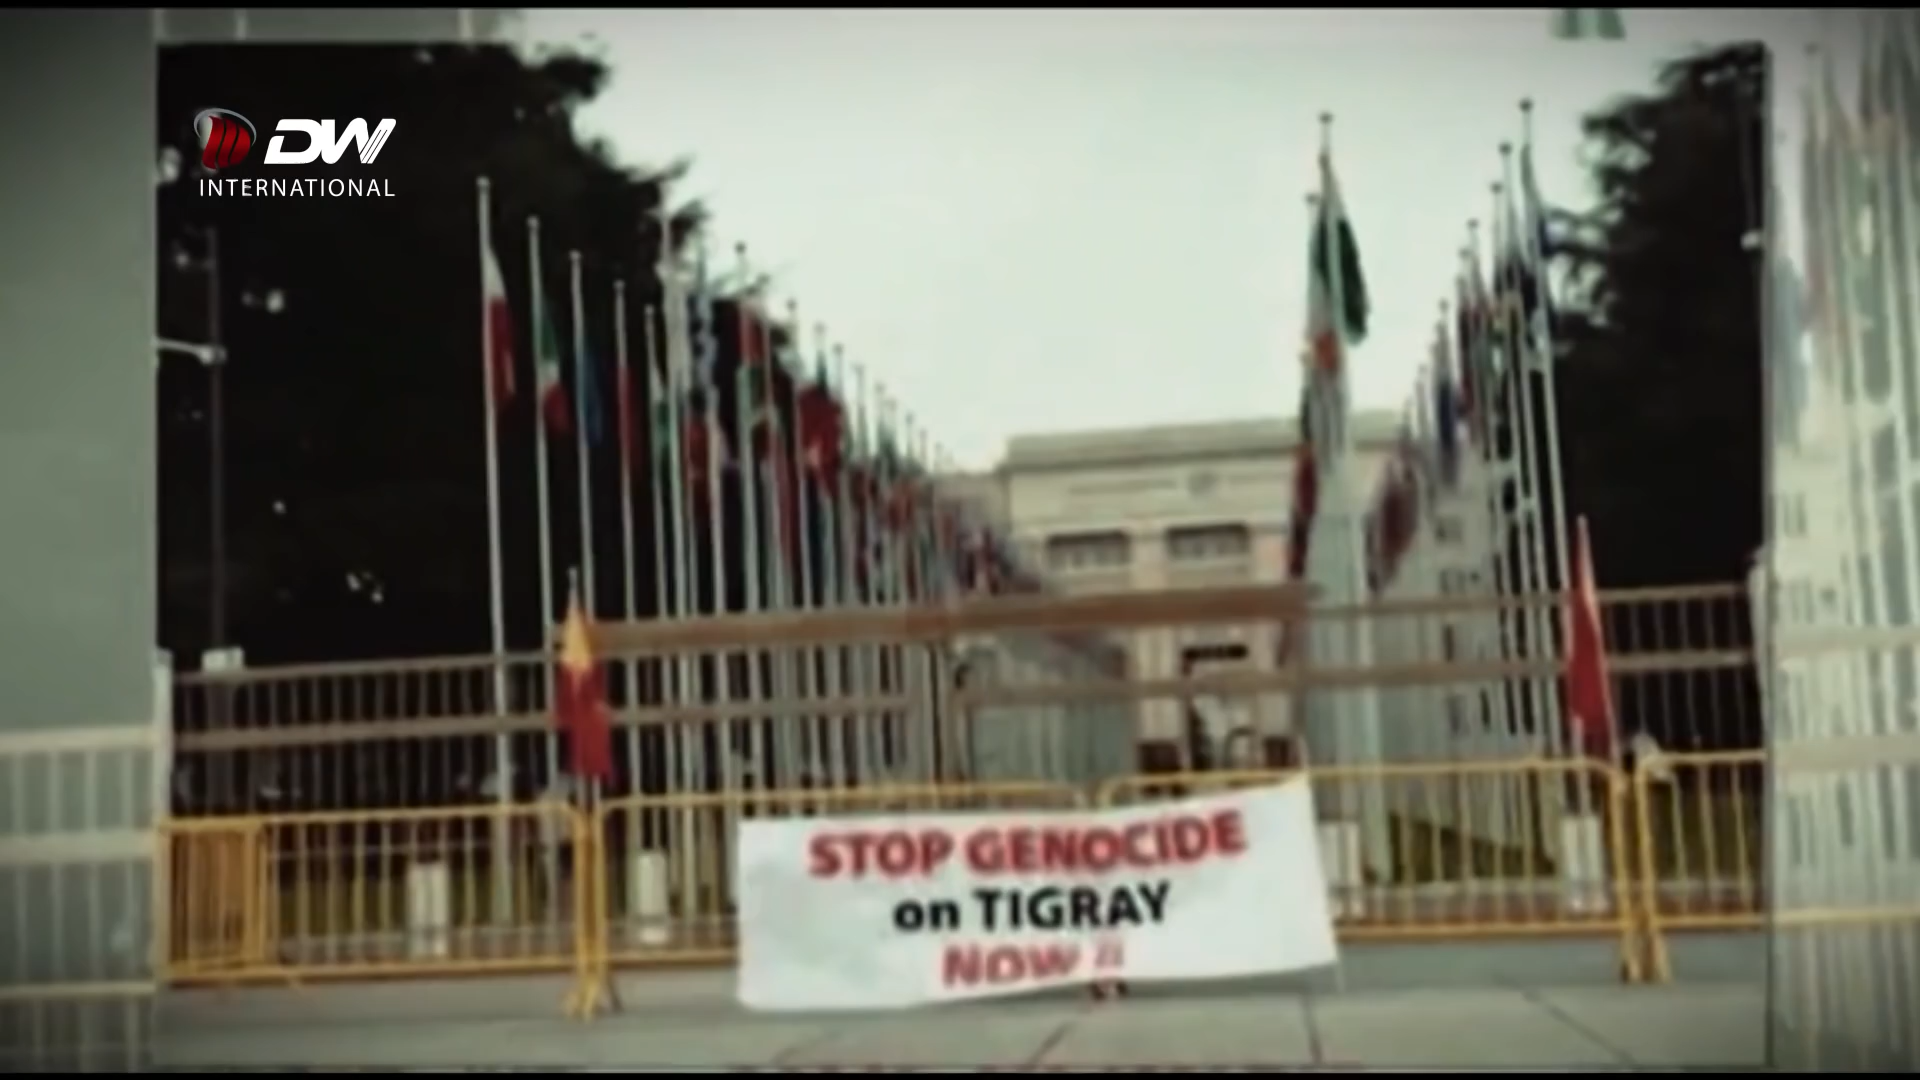 DW
INTERNATIONAL
STOP GENOCIDE
on TIGRAY
NOW !!